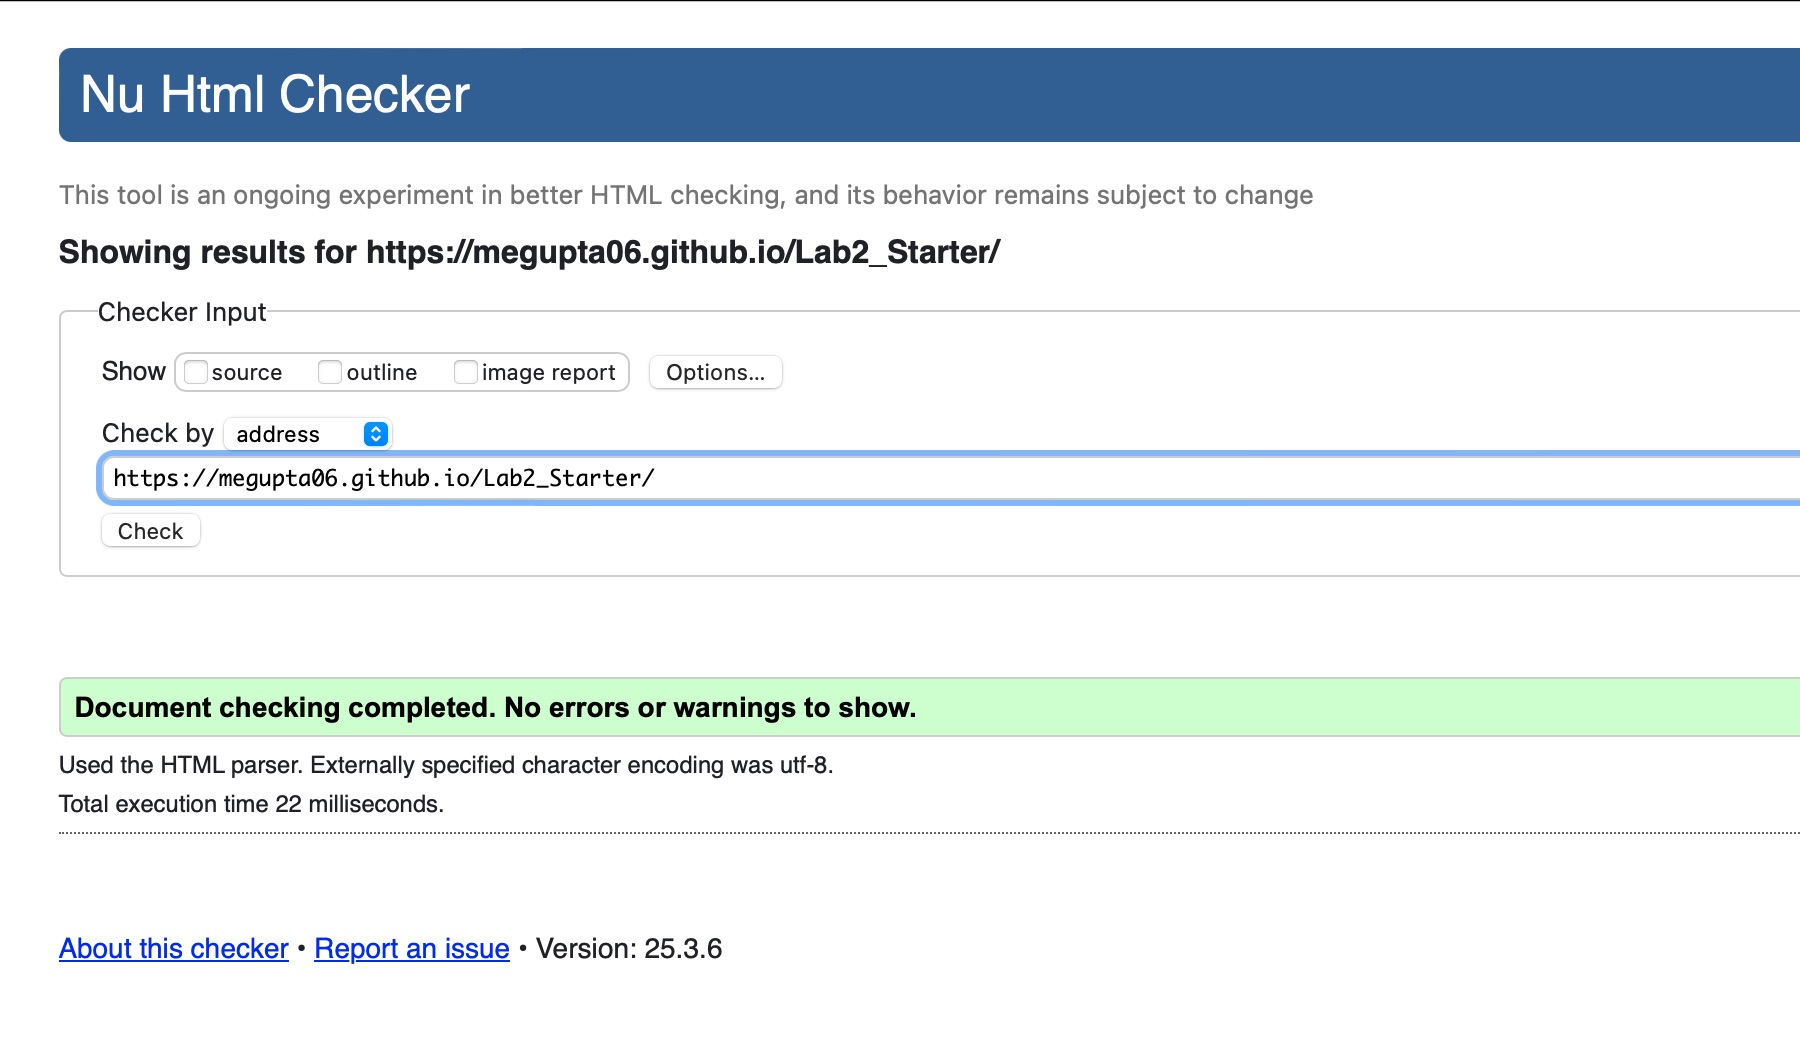 Nu Html Checker
This tool is an ongoing experiment in better HTML checking, and its behavior remains subject to change
Showing results for https://megupta06.github.io/Lab2_Starter/
Checker Input
Show source outline image report Options...
Check by address
https://megupta06.github.io/Lab2_Starter/
Check
Document checking completed. No errors or warnings to show.
Used the HTML parser. Externally specified character encoding was utf-8.
Total execution time 22 milliseconds.
About this checker • Report an issue • Version: 25.3.6